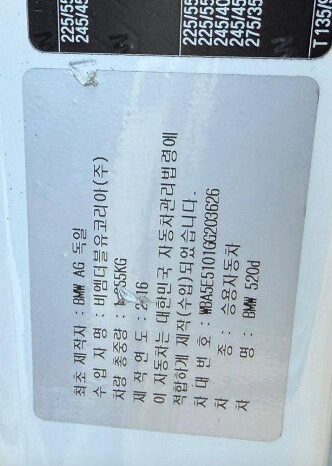 225/55
245/45
225/55
225/50
245/45
245/40
275/35
T135/9
최초 제작자 : BMW AG 독일
수입 자명 : 비엠더블유코리아(주)
차량 총중량 : 2255KG
제작 연도 : 2016
이 자동차는 대한민국 자동차관리법령에
적합하게 제작(수입)되었습니다.
차 대 번호 : WBA5E5101GG203626
차 종 : 승용자동차
차 명 : BMW 520d